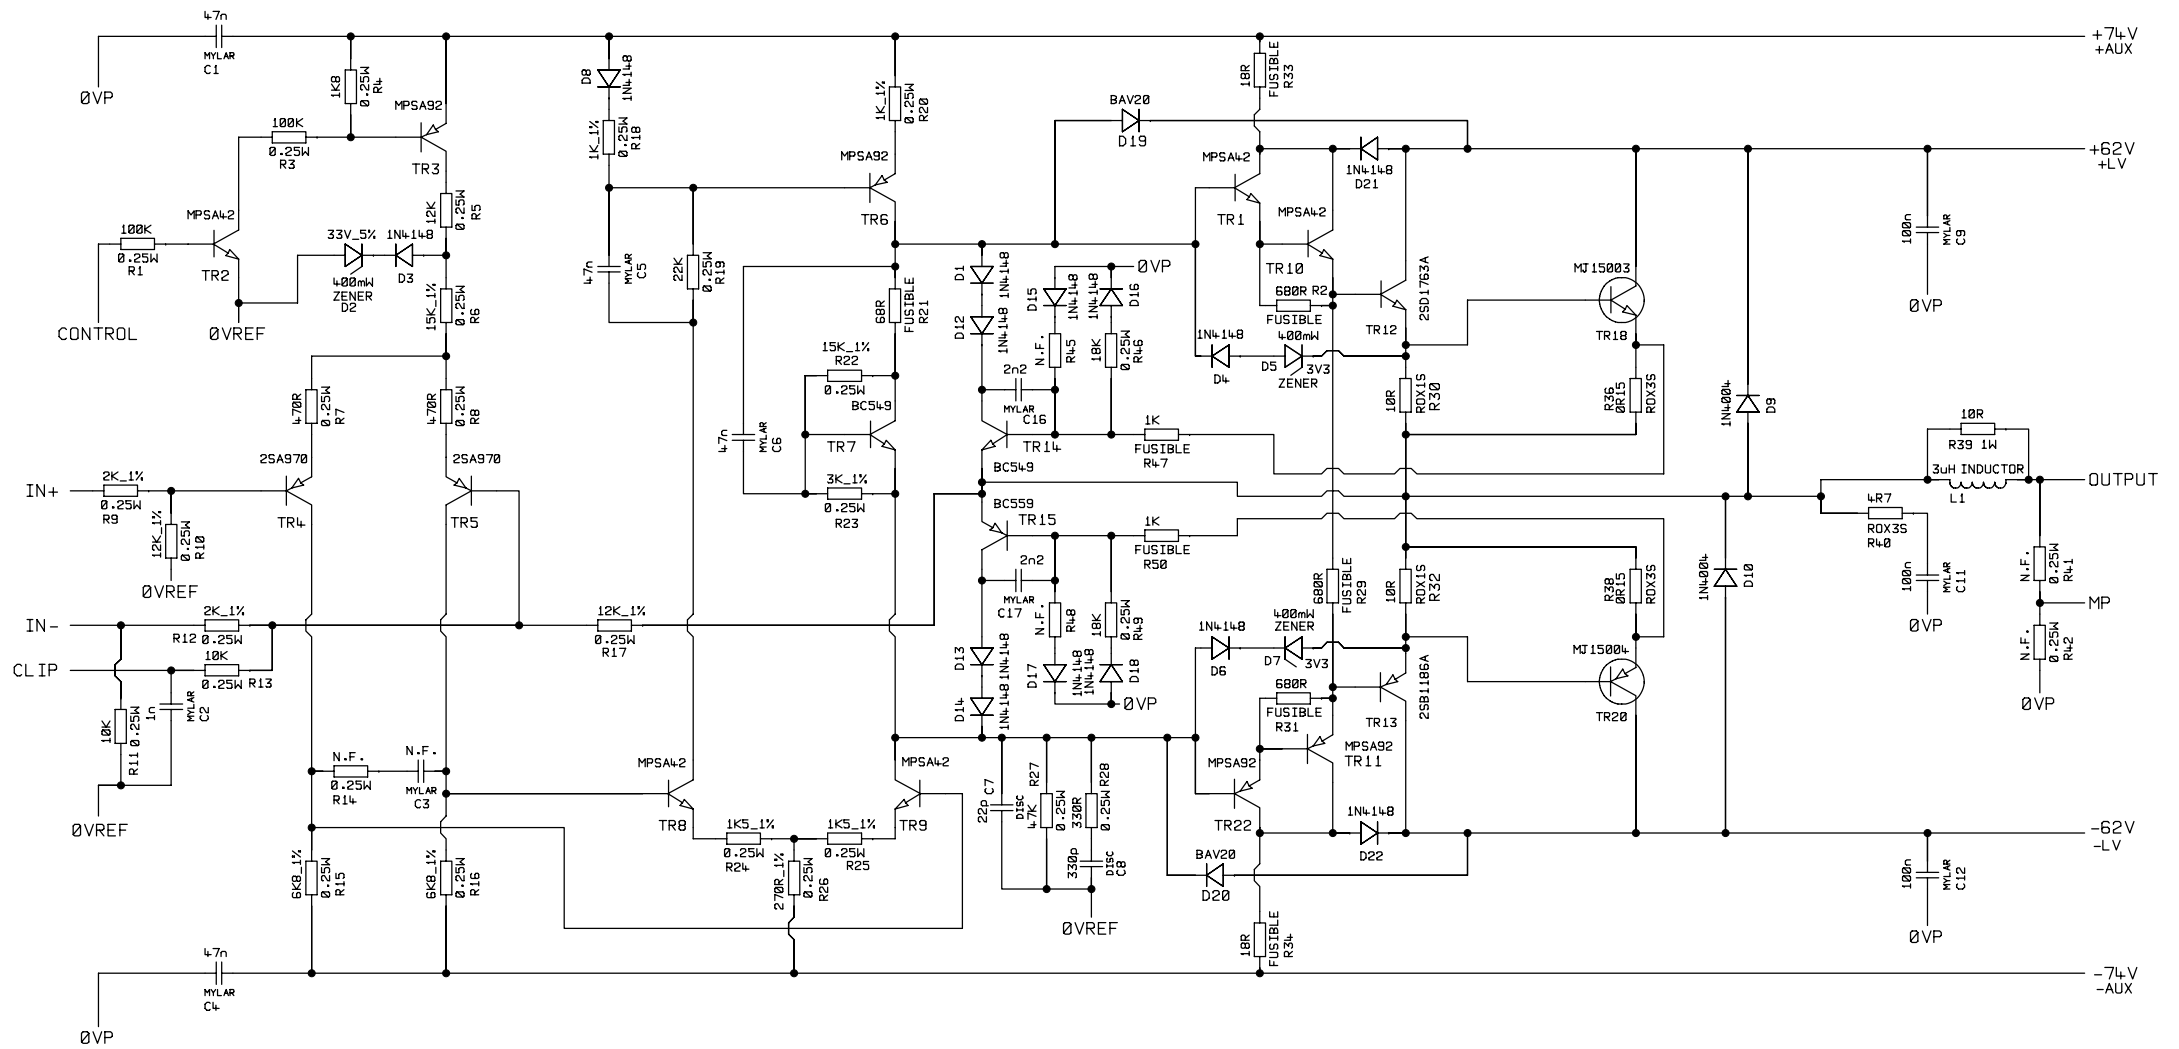 47n
MYLAR
C1
0VP
1K8
0.25W
R4
MPSA92
TR3
100K
0.25W
R3
MPSA42
TR2
100K
0.25W
R1
CONTROL
0VREF
33V_5%
400mW
ZENER
D2
1N4148
D3
12K
0.25W
R5
15K_1%
0.25W
R6
470R
0.25W
R7
470R
0.25W
R8
2SA970
TR4
2SA970
TR5
IN+
2K_1%
0.25W
R9
12K_1%
0.25W
R10
0VREF
IN-
2K_1%
R12 0.25W
CLIP
10K
0.25W R13
1n
MYLAR
C2
10K
0.25W
R11
0VREF
N.F.
0.25W
R14
N.F.
MYLAR
C3
6K8_1%
0.25W
R15
6K8_1%
0.25W
R16
47n
MYLAR
C4
0VP
D8
1N4148
1K_1%
0.25W
R18
47n
MYLAR
C5
22K
0.25W
R19
12K_1%
0.25W
R17
1K_1%
0.25W
R20
MPSA92
TR6
68R
FUSIBLE
R21
15K_1%
R22
0.25W
BC549
TR7
47n
MYLAR
C6
3K_1%
0.25W
R23
MPSA42
TR8
MPSA42
TR9
1K5_1%
0.25W
R24
1K5_1%
0.25W
R25
270R_1%
0.25W
R26
D1
1N4148
D12
1N4148
D15
1N4148
D16
1N4148
0VP
N.F.
R45
18K
0.25W
R46
2n2
MYLAR
C16
TR14
BC549
1K
FUSIBLE
R47
BC559
TR15
1K
FUSIBLE
R50
2n2
MYLAR
C17
N.F.
R48
18K
0.25W
R49
D13
1N4148
D14
1N4148
D17
1N4148
1N4148
D18
0VP
22p
C7
DISC
R27
47K
0.25W
R28
330R
0.25W
330p
DISC
C8
0VREF
BAV20
D19
18R
FUSIBLE
R33
MPSA42
TR1
MPSA42
TR10
1N4148
D21
680R R2
FUSIBLE
2SD1763A
TR12
1N4148
D4
400mW
D5
3V3
ZENER
10R
ROX1S
R30
MJ15003
TR18
R36
0R15
ROX3S
680R
FUSIBLE
R29
10R
ROX1S
R32
R38
0R15
ROX3S
1N4148
D6
400mW
ZENER
D7
3V3
680R
FUSIBLE
R31
2SB1186A
TR13
MPSA92
TR11
MPSA92
TR22
MJ15004
TR20
1N4148
D22
BAV20
D20
18R
FUSIBLE
R34
1N4004
D9
1N4004
D10
100n
MYLAR
C9
0VP
10R
R39 1W
3uH INDUCTOR
L1
4R7
ROX3S
R40
100n
MYLAR
C11
0VP
N.F.
0.25W
R41
N.F.
0.25W
R42
0VP
100n
MYLAR
C12
0VP
+74V
+AUX
+62V
+LV
OUTPUT
MP
-62V
-LV
-74V
-AUX